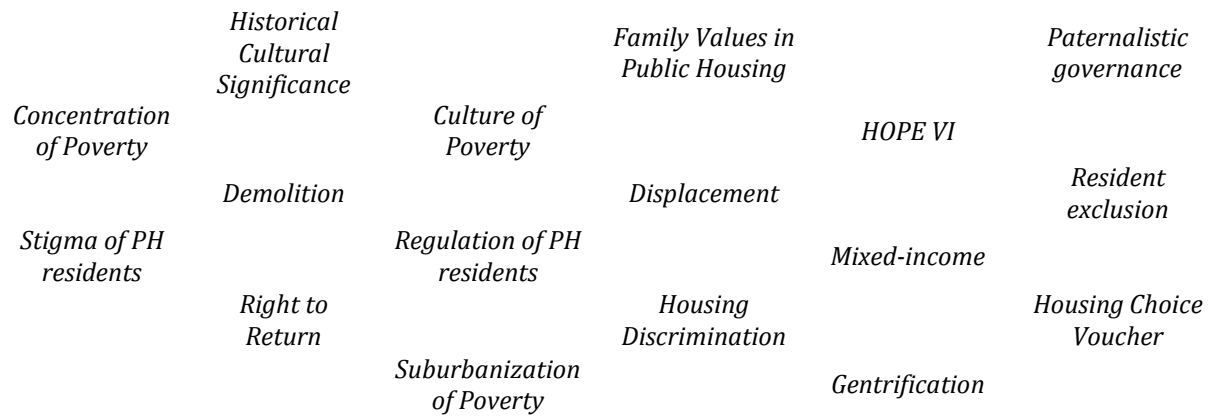 Historical
Cultural
Significance
Family Values in
Public Housing
Paternalistic
governance
Concentration
of Poverty
Culture of
Poverty
HOPE VI
Demolition
Displacement
Resident
exclusion
Stigma of PH
residents
Regulation of PH
residents
Mixed-income
Right to
Return
Housing
Discrimination
Housing Choice
Voucher
Suburbanization
of Poverty
Gentrification